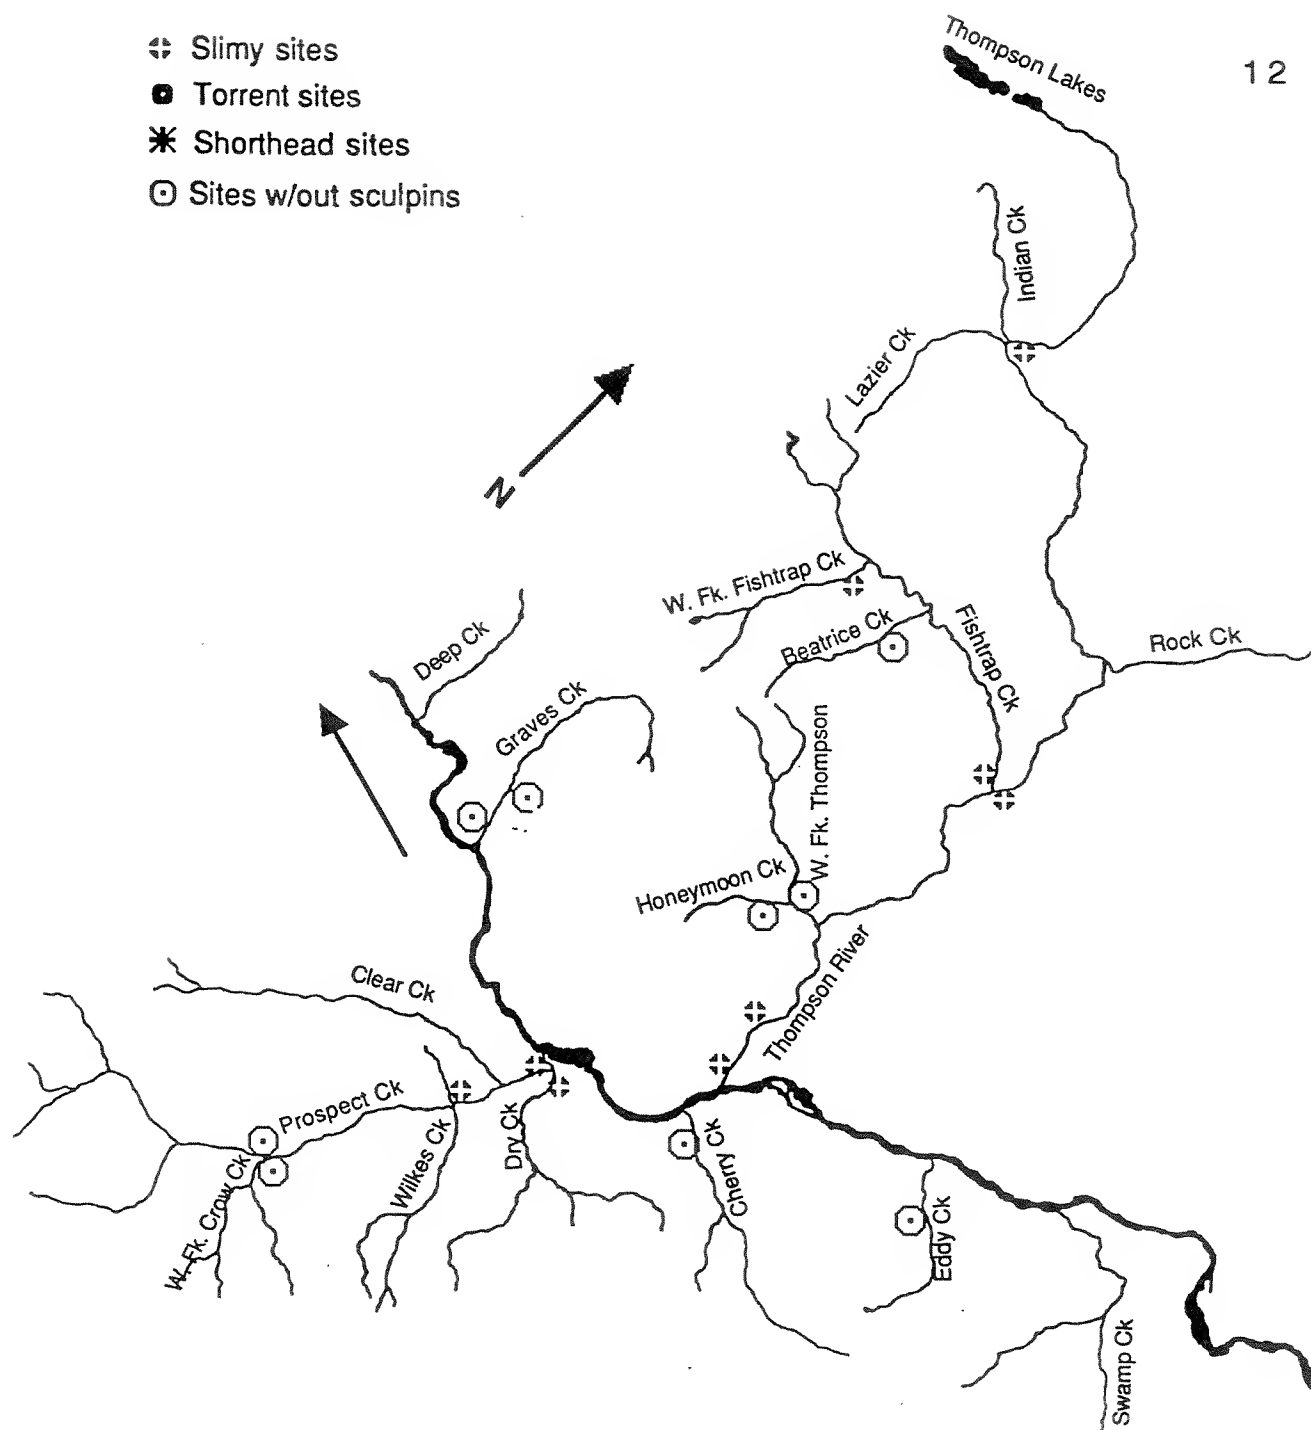 Slimy sites
Torrent sites
Shorthead sites
Sites w/out sculpins
12
Thompson Lakes
Indian Ck
Lazier Ck
N
W. Fk. Fishtrap Ck
Beatrice Ck
Fishtrap Ck
Rock Ck
Deep Ck
Graves Ck
W. Fk. Thompson
Honeymoon Ck
Thompson River
Clear Ck
Prospect Ck
W. Fk. Crow Ck
Wilkes Ck
Dry Ck
Cherry Ck
Eddy Ck
Swamp Ck